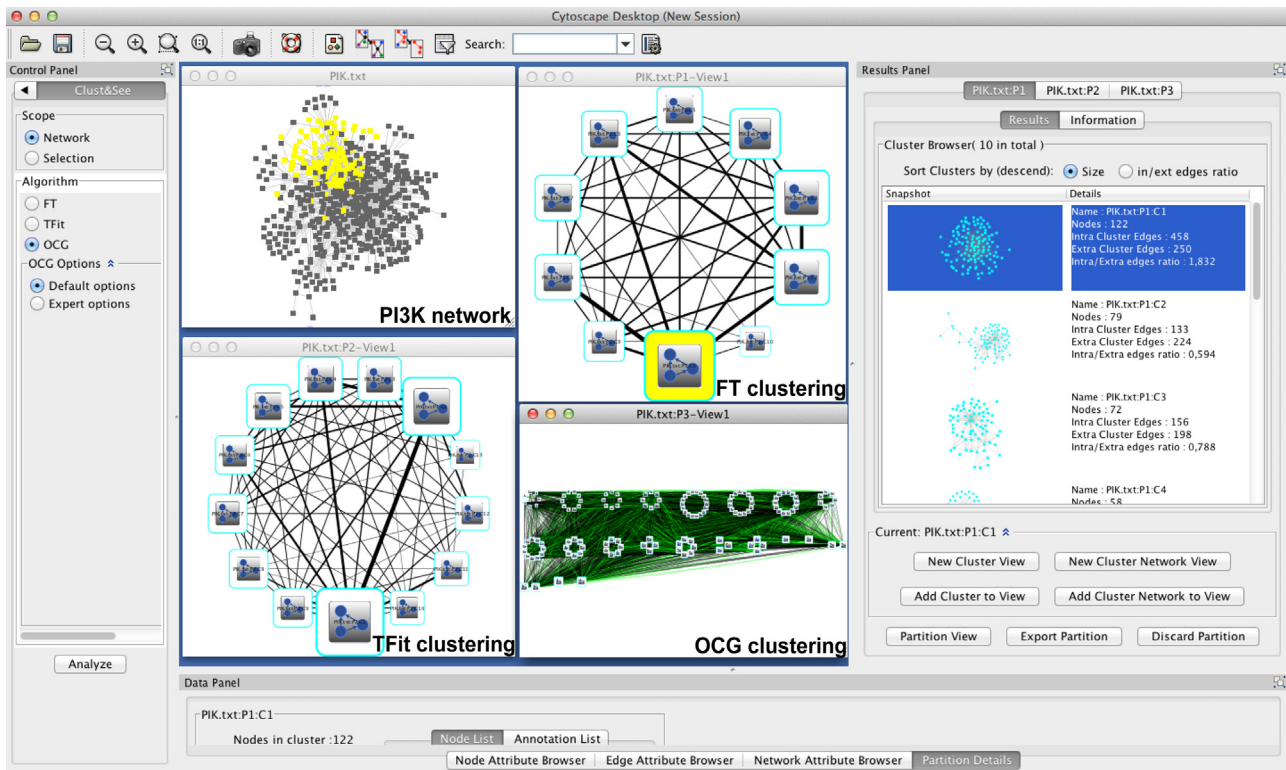 Cytoscape Desktop (New Session)
Search:
Control Panel
Clust&See
Scope
Network
Selection
Algorithm
FT
TFit
OCG
OCG Options
Default options
Expert options
Analyze
PIK.txt
PI3K network
PIK.txt:P1-View1
FT clustering
PIK.txt:P2-View1
TFit clustering
PIK.txt:P3-View1
OCG clustering
Results Panel
PIK.txt:P1 PIK.txt:P2 PIK.txt:P3
Results Information
Cluster Browser( 10 in total )
Sort Clusters by (descend): Size in/ext edges ratio
Snapshot Details
Name : PIK.txt:P1:C1
Nodes : 122
Intra Cluster Edges : 458
Extra Cluster Edges : 250
Intra/Extra edges ratio : 1,832
Name : PIK.txt:P1:C2
Nodes : 79
Intra Cluster Edges : 133
Extra Cluster Edges : 224
Intra/Extra edges ratio : 0,594
Name : PIK.txt:P1:C3
Nodes : 72
Intra Cluster Edges : 156
Extra Cluster Edges : 198
Intra/Extra edges ratio : 0,788
Name : PIK.txt:P1:C4
Nodes : 58
Current: PIK.txt:P1:C1
New Cluster View New Cluster Network View
Add Cluster to View Add Cluster Network to View
Partition View Export Partition Discard Partition
Data Panel
PIK.txt:P1:C1
Nodes in cluster :122 Node List Annotation List
Node Attribute Browser Edge Attribute Browser Network Attribute Browser Partition Details